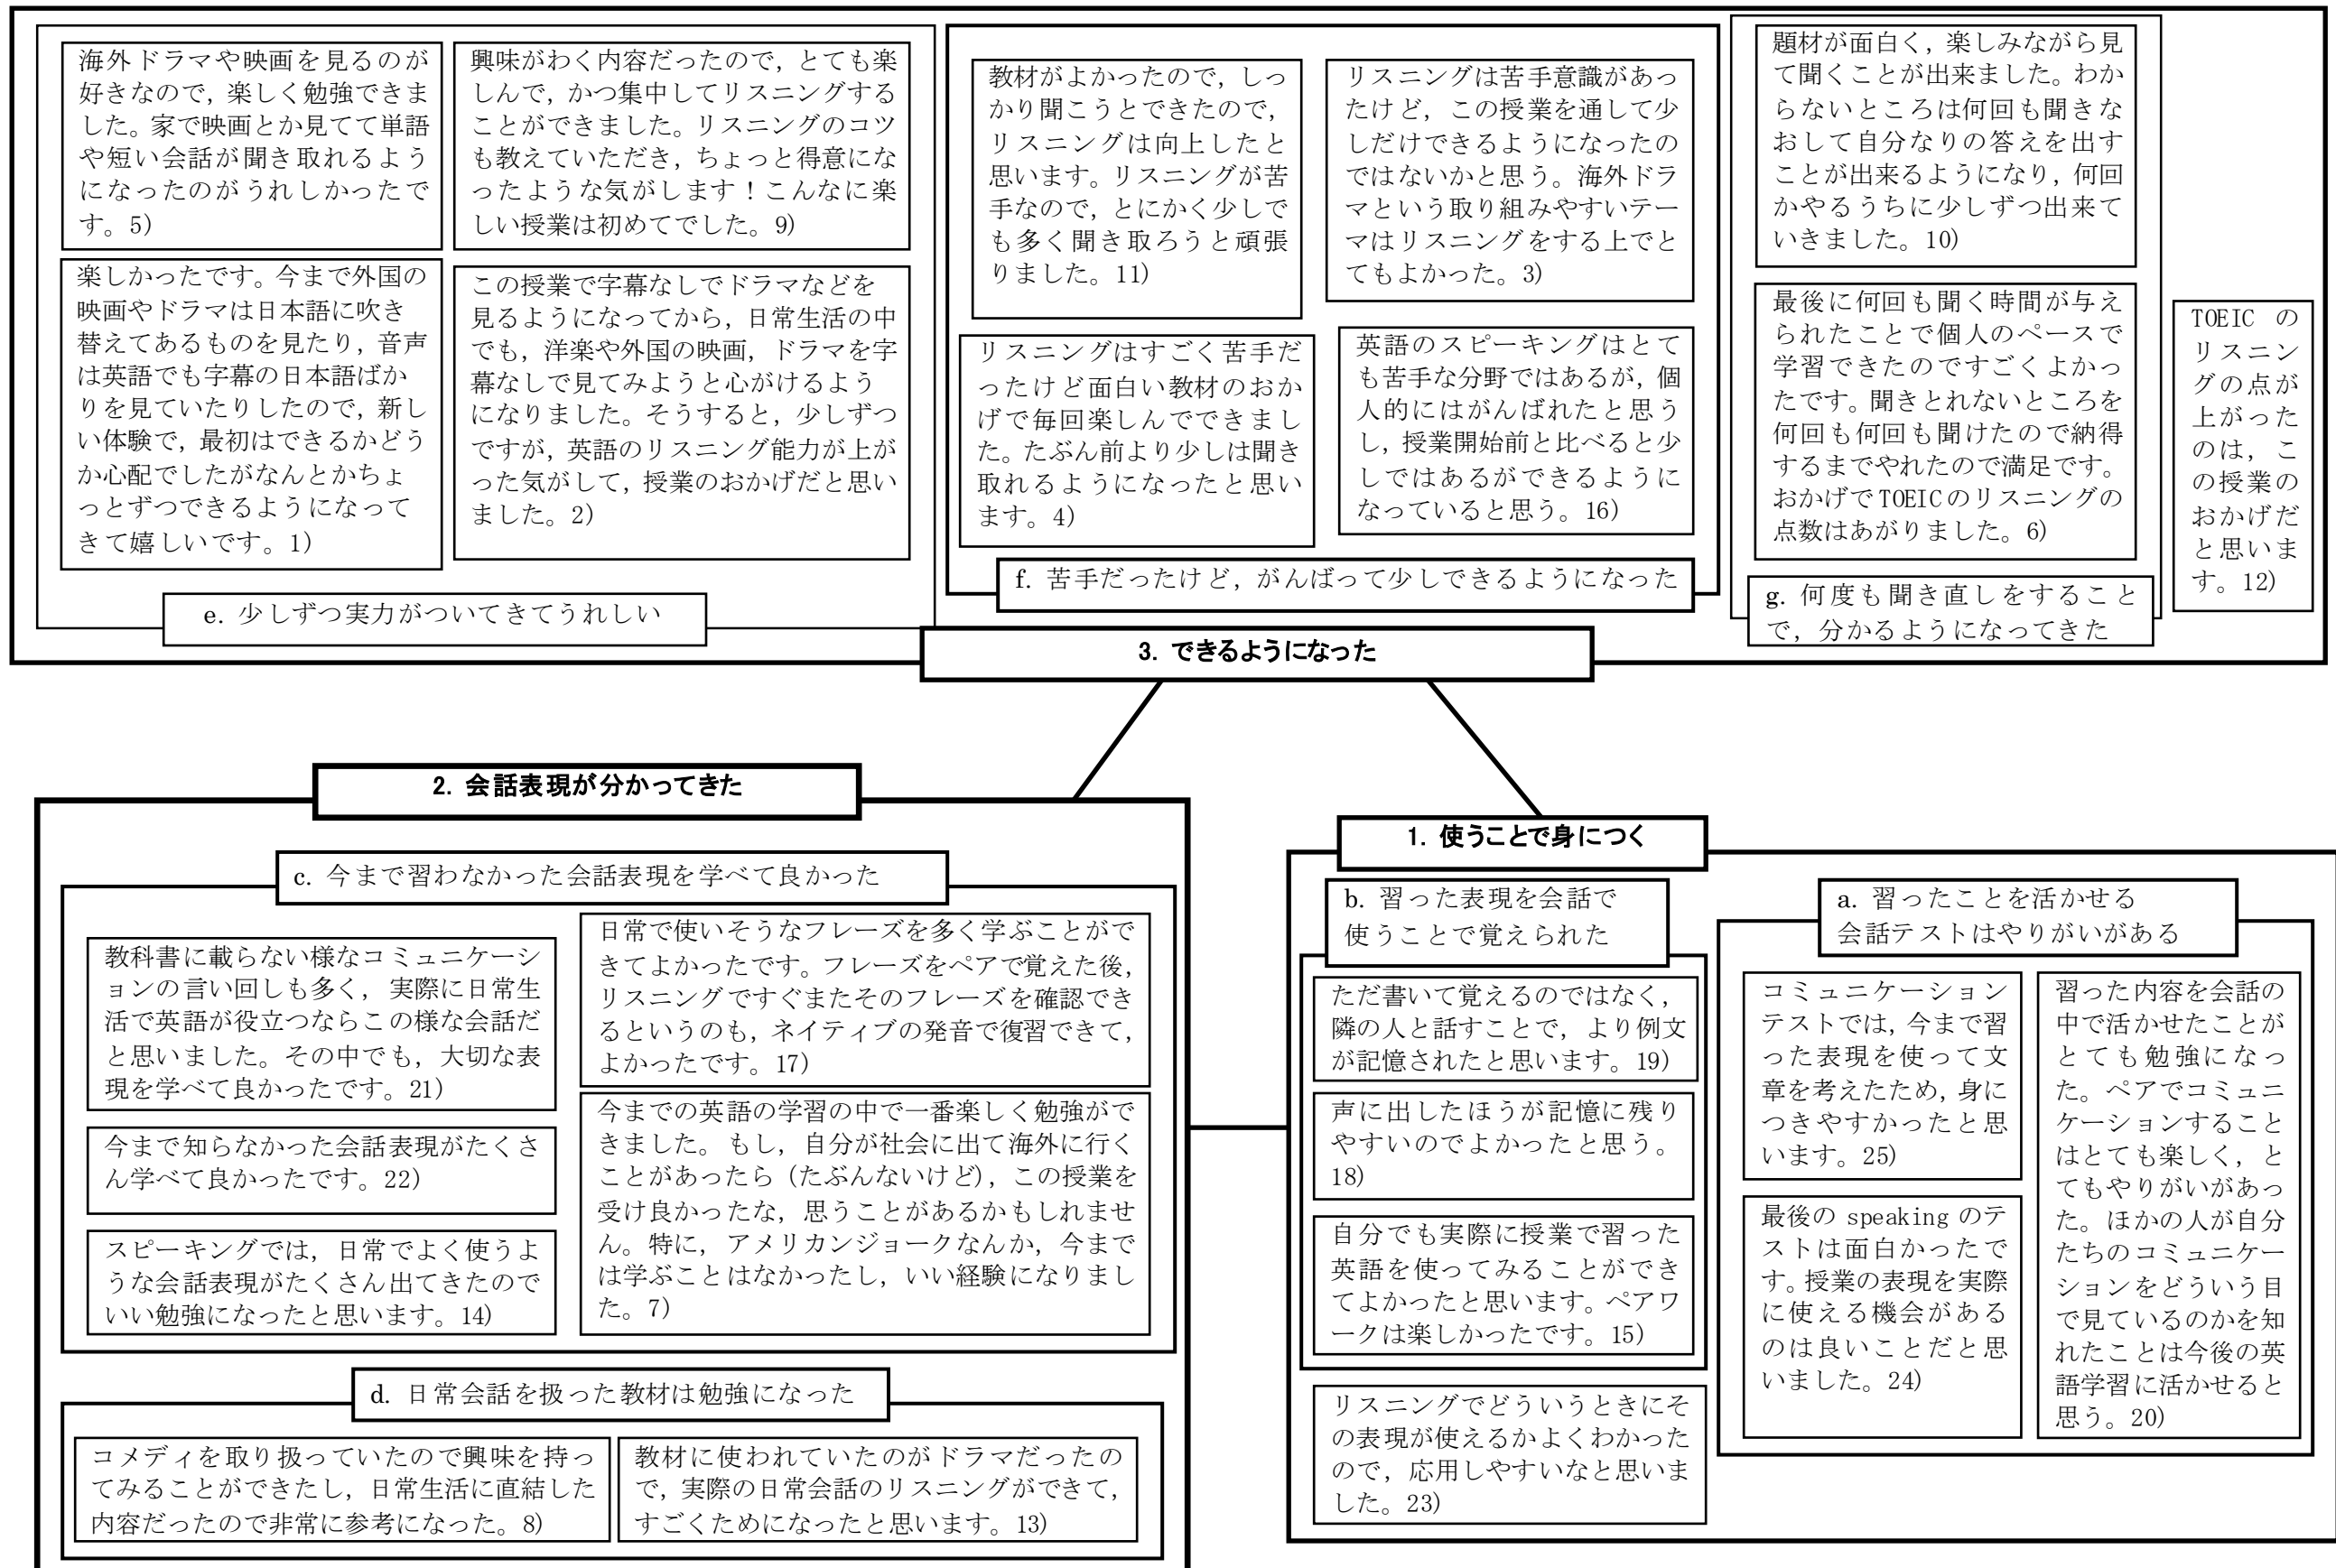 海外ドラマや映画を見るのが
好きなので，楽しく勉強できま
した。家で映画とか見てて単語
や短い会話が聞き取れるよう
になったのがうれしかったで
す。5)
興味がわく内容だったので，とても楽
しんで，かつ集中してリスニングする
ことができました。リスニングのコツ
も教えていただき，ちょっと得意にな
ったような気がします！こんなに楽
しい授業は初めてでした。9)
楽しかったです。今まで外国の
映画やドラマは日本語に吹き
替えてあるものを見たり，音声
は英語でも字幕の日本語ばか
りを見ていたりしたので，新し
い体験で，最初はできるかどう
か心配でしたがなんとかちょ
っとずつできるようになって
きて嬉しいです。1)
この授業で字幕なしでドラマなどを
見るようになってから，日常生活の中
でも，洋楽や外国の映画，ドラマを字
幕なしで見てみようと心がけるよう
になりました。そうすると，少しずつ
ですが，英語のリスニング能力が上が
った気がして，授業のおかげだと思い
ました。2)
e. 少しずつ実力がついてきてうれしい
教材がよかったので，しっ
かり聞こうとできたので，
リスニングは向上したと
思います。リスニングが苦
手なので，とにかく少しで
も多く聞き取ろうと頑張
りました。11)
リスニングは苦手意識があっ
たけど，この授業を通して少
しだけできるようになったの
ではないかと思う。海外ドラ
マという取り組みやすいテー
マはリスニングをする上でと
てもよかった。3)
リスニングはすごく苦手だ
ったけど面白い教材のおか
げで毎回楽しんでできまし
た。たぶん前より少しは聞き
取れるようになったと思い
ます。4)
英語のスピーキングはとて
も苦手な分野ではあるが，個
人的にはがんばれたと思う
し，授業開始前と比べると少
しではあるができるように
なっていると思う。16)
f. 苦手だったけど，がんばって少しできるようになった
題材が面白く，楽しみながら見
て聞くことが出来ました。わか
らないところは何回も聞きな
おして自分なりの答えを出す
ことが出来るようになり，何回
かやるうちに少しずつ出来て
いきました。10)
最後に何回も聞く時間が与え
られたことで個人のペースで
学習できたのですごくよかっ
たです。聞きとれないところを
何回も何回も聞けたので納得
するまでやれたので満足です。
おかげでTOEICのリスニングの
点数はあがりました。6)
g. 何度も聞き直しをすること
で，分かるようになってきた
TOEIC の
リスニン
グの点が
上がった
のは，こ
の授業の
おかげだ
と思いま
す。12)
3. できるようになった
2. 会話表現が分かってきた
c. 今まで習わなかった会話表現を学べて良かった
教科書に載らない様なコミュニケーシ
ョンの言い回しも多く，実際に日常生
活で英語が役立つならこの様な会話だ
と思いました。その中でも，大切な表
現を学べて良かったです。21)
今まで知らなかった会話表現がたくさ
ん学べて良かったです。22)
スピーキングでは，日常でよく使うよ
うな会話表現がたくさん出てきたので
いい勉強になったと思います。14)
日常で使いそうなフレーズを多く学ぶことがで
きてよかったです。フレーズをペアで覚えた後，
リスニングですぐまたそのフレーズを確認でき
るというのも，ネイティブの発音で復習できて，
よかったです。17)
今までの英語の学習の中で一番楽しく勉強がで
きました。もし，自分が社会に出て海外に行く
ことがあったら（たぶんないけど），この授業を
受け良かったな，思うことがあるかもしれませ
ん。特に，アメリカンジョークなんか，今まで
は学ぶことはなかったし，いい経験になりまし
た。7)
d. 日常会話を扱った教材は勉強になった
コメディを取り扱っていたので興味を持っ
てみることができたし，日常生活に直結した
内容だったので非常に参考になった。8)
教材に使われていたのがドラマだったの
で，実際の日常会話のリスニングができて，
すごくためになったと思います。13)
1. 使うことで身につく
b. 習った表現を会話で
使うことで覚えられた
ただ書いて覚えるのではなく，
隣の人と話すことで，より例文
が記憶されたと思います。19)
声に出したほうが記憶に残り
やすいのでよかったと思う。
18)
自分でも実際に授業で習った
英語を使ってみることができ
てよかったと思います。ペアワ
ークは楽しかったです。15)
リスニングでどういうときにそ
の表現が使えるかよくわかった
ので，応用しやすいなと思いま
した。23)
a. 習ったことを活かせる
会話テストはやりがいがある
コミュニケーション
テストでは，今まで習
った表現を使って文
章を考えたため，身に
つきやすかったと思
います。25)
最後の speaking のテ
ストは面白かったで
す。授業の表現を実際
に使える機会がある
のは良いことだと思
いました。24)
習った内容を会話の
中で活かせたことが
とても勉強になっ
た。ペアでコミュニ
ケーションすること
はとても楽しく，と
てもやりがいがあっ
た。ほかの人が自分
たちのコミュニケー
ションをどういう目
で見ているのかを知
れたことは今後の英
語学習に活かせると
思う。20)